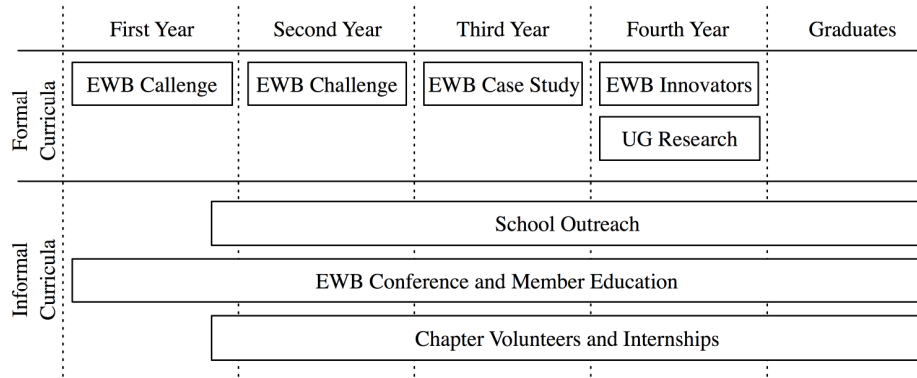 First Year Second Year Third Year Fourth Year Graduates
Formal
Curricula
EWB Callenge EWB Challenge EWB Case Study EWB Innovators
UG Research
Informal
Curricula
School Outreach
EWB Conference and Member Education
Chapter Volunteers and Internships